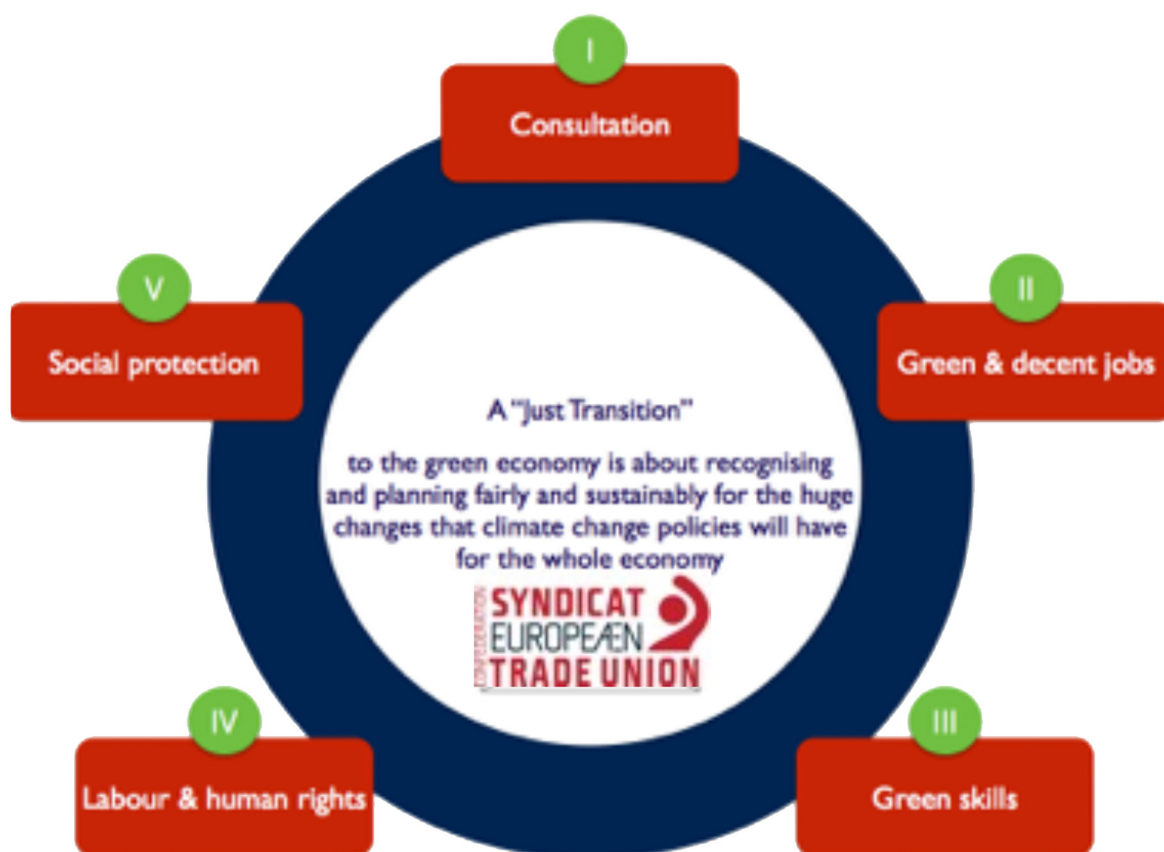 I
Consultation
V
Social protection
II
Green & decent jobs
A "Just Transition"
to the green economy is about recognising
and planning fairly and sustainably for the huge
changes that climate change policies will have
for the whole economy
CONFEDERATION
SYNDICAT
EUROPEÆN
TRADE UNION
IV
Labour & human rights
III
Green skills